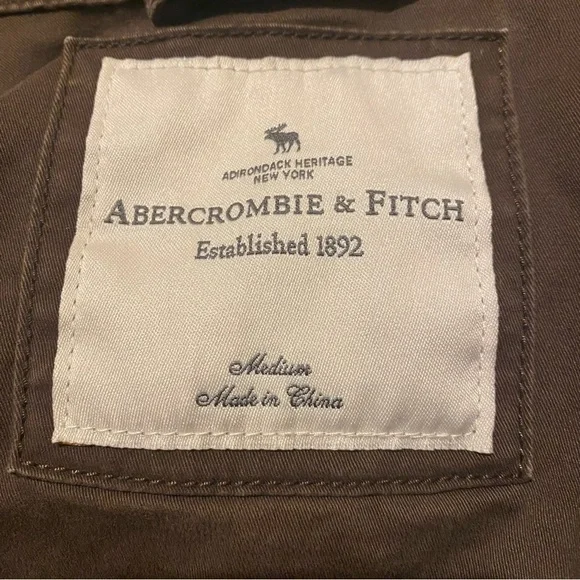 ADIRONDACK HERITAGE
NEW YORK
ABERCROMBIE & FITCH
Established 1892
Medium
Made in China